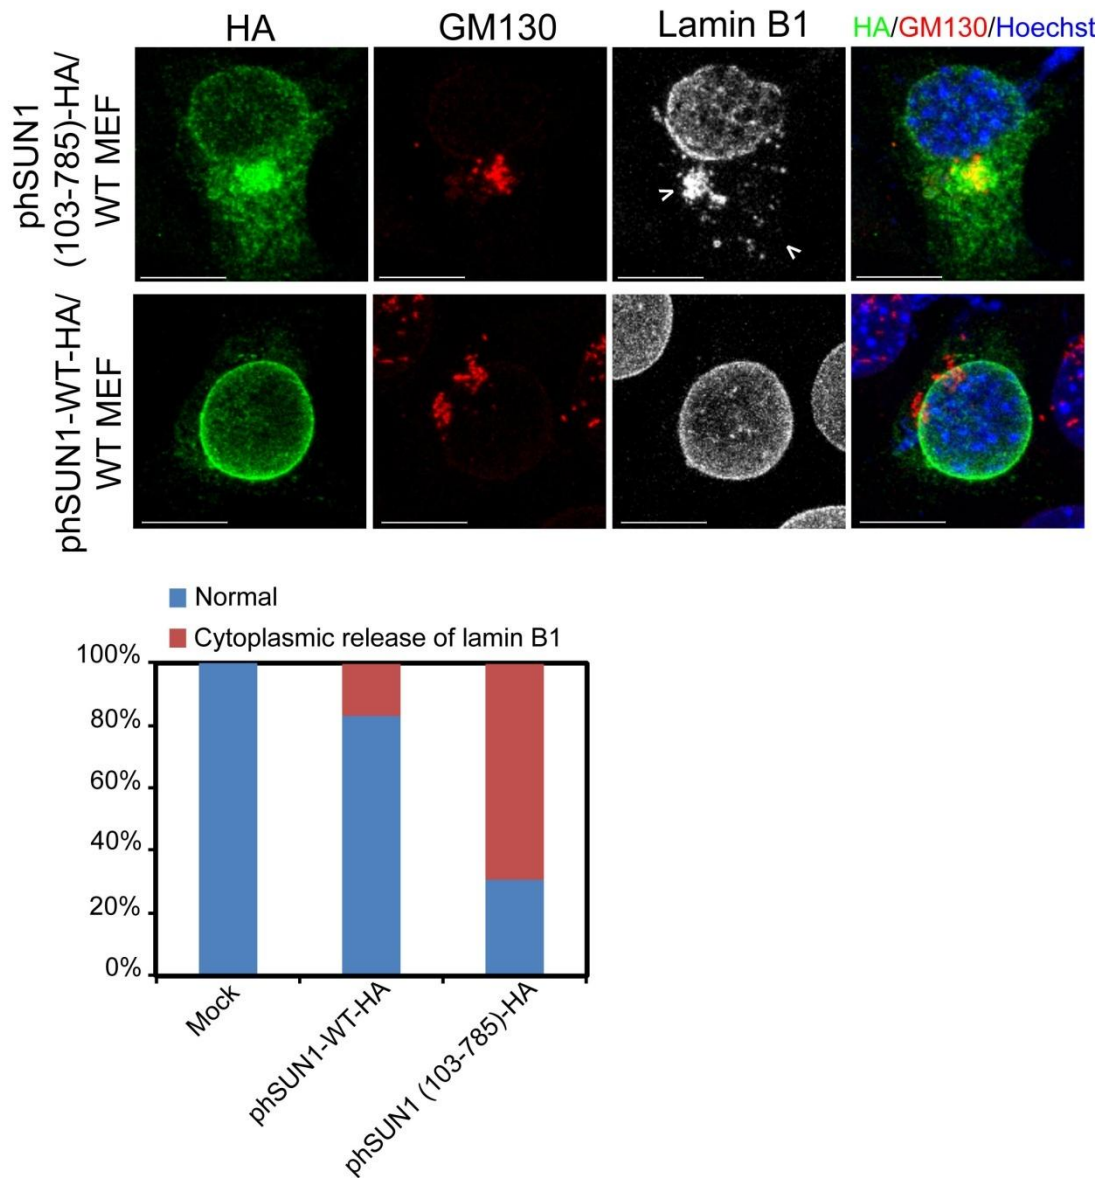 HA
GM130
Lamin B1
HA/GM130/Hoechst
phSUN1
(103-785)-HA/
WT MEF
phSUN1-WT-HA/
WT MEF
Normal
Cytoplasmic release of lamin B1
100%
80%
60%
40%
20%
0%
Mock
phSUN1-WT-HA
phSUN1 (103-785)-HA